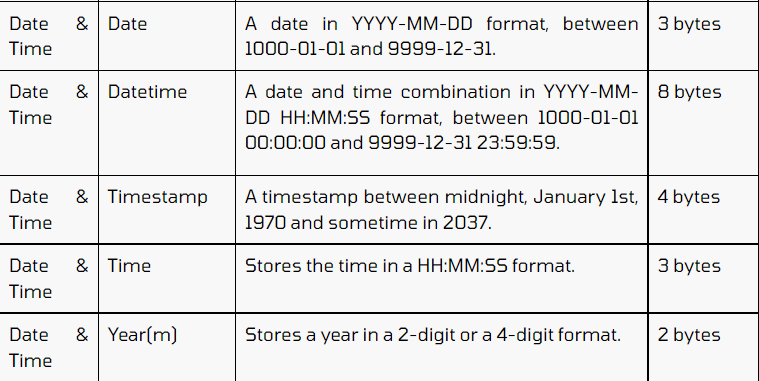 Date & Date A date in YYYY-MM-DD format, between 3 bytes
Time 1000-01-01 and 9999-12-31.
Date & Datetime A date and time combination in YYYY-MM- 8 bytes
Time DD HH:MM:SS format, between 1000-01-01
00:00:00 and 9999-12-31 23:59:59.
Date & Timestamp A timestamp between midnight, January 1st, 4 bytes
Time 1970 and sometime in 2037.
Date & Time Stores the time in a HH:MM:SS format. 3 bytes
Time
Date & Year(m) Stores a year in a 2-digit or a 4-digit format. 2 bytes
Time